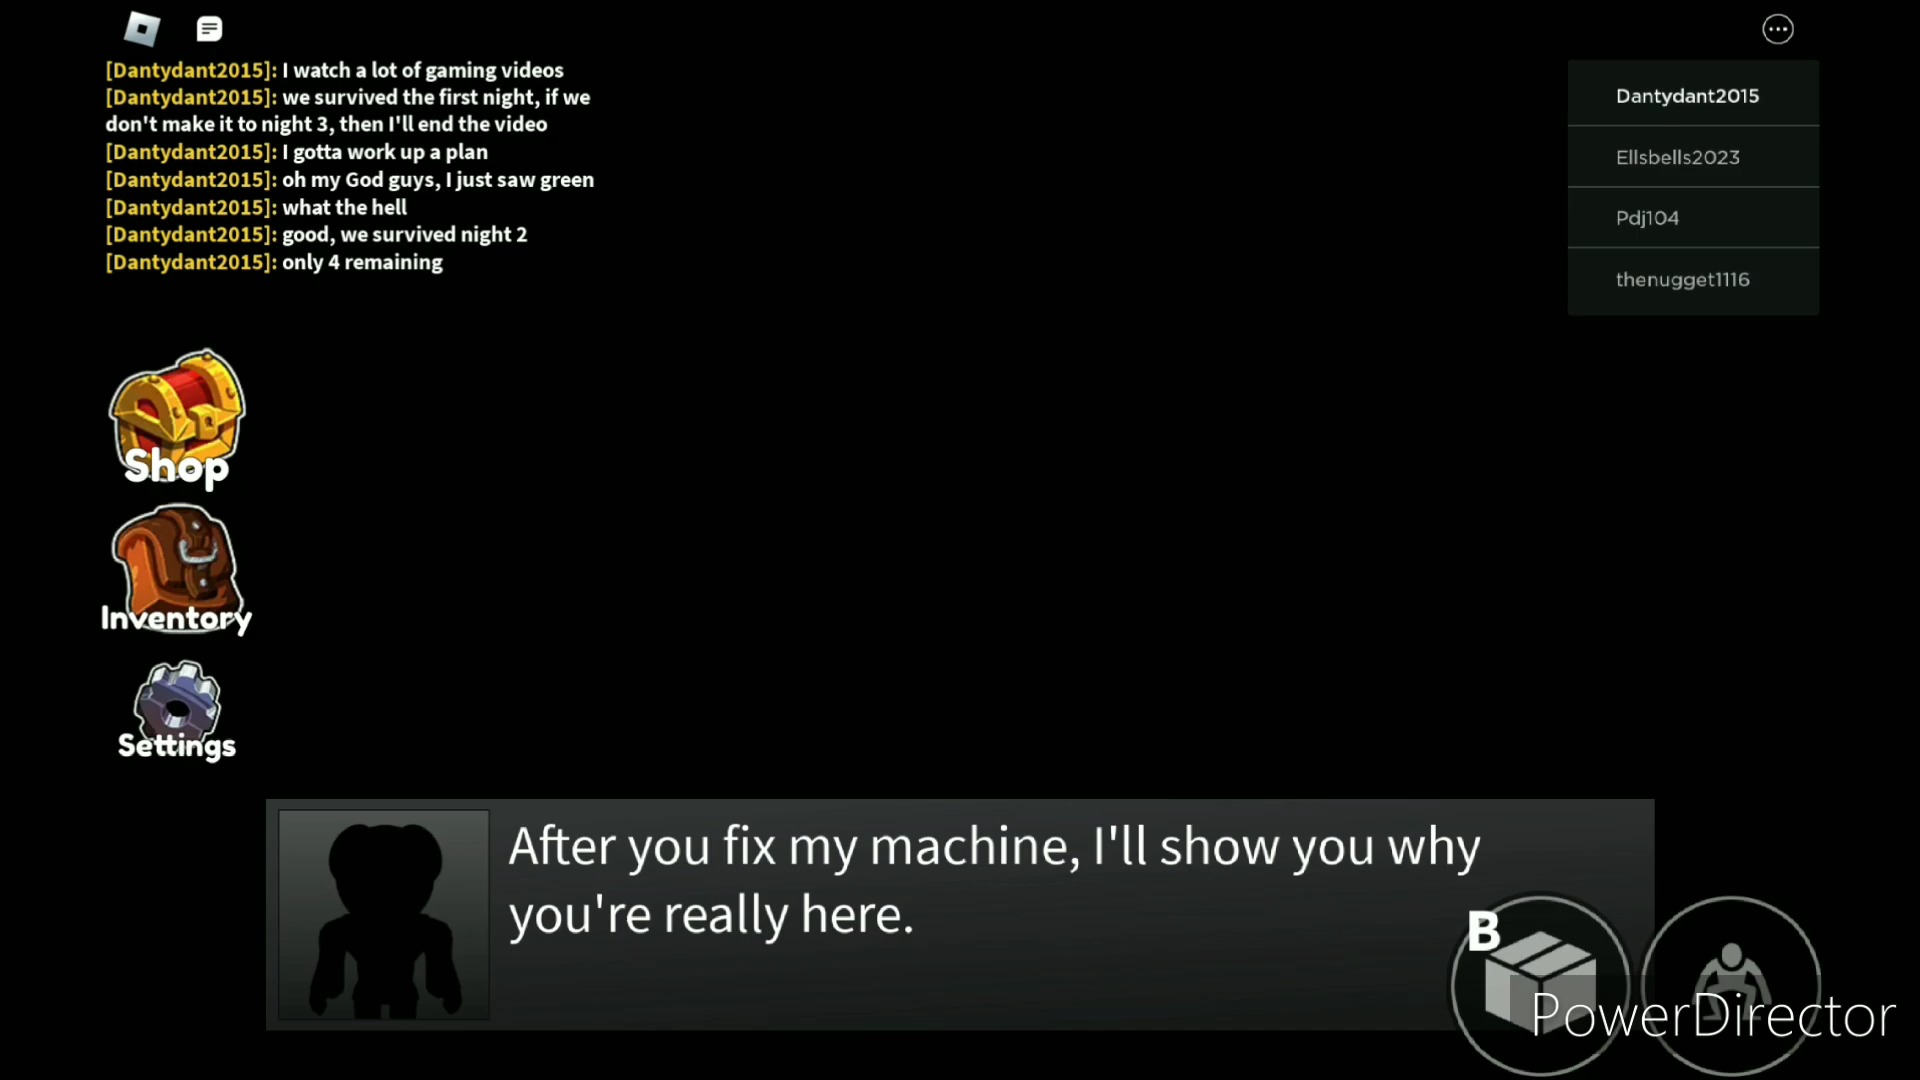 [Dantydant2015]: I watch a lot of gaming videos
[Dantydant2015]: we survived the first night, if we
don't make it to night 3, then I'll end the video
[Dantydant2015]: I gotta work up a plan
[Dantydant2015]: oh my God guys, I just saw green
[Dantydant2015]: what the hell
[Dantydant2015]: good, we survived night 2
[Dantydant2015]: only 4 remaining
Dantydant2015
Ellsbells2023
Pdj104
thenugget1116
Shop
Inventory
Settings
After you fix my machine, I'll show you why
you're really here.
B
PowerDirector